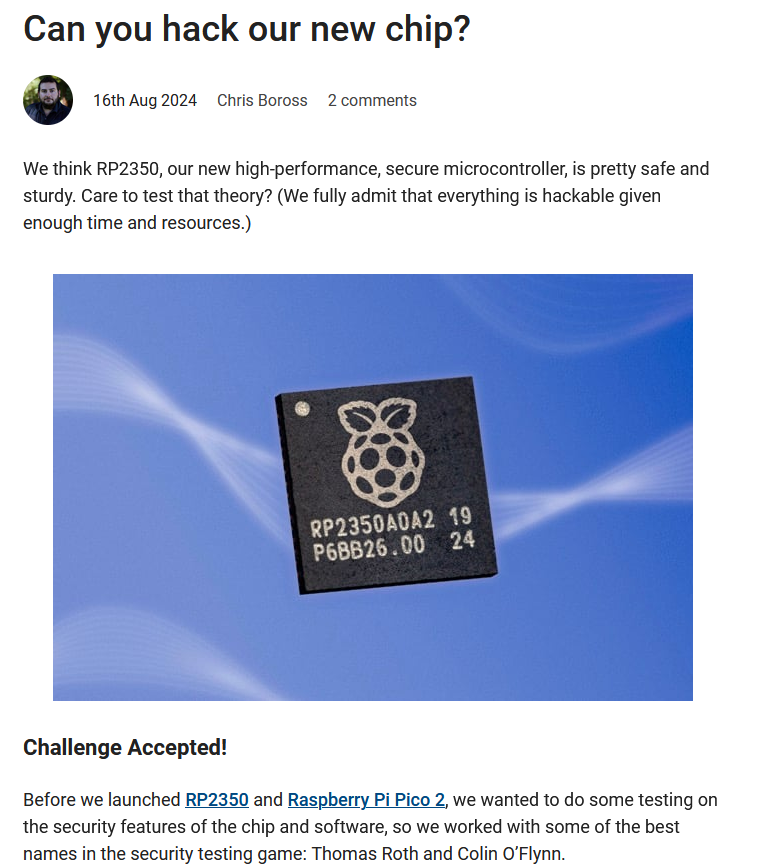 Can you hack our new chip?
16th Aug 2024 Chris Boross 2 comments
We think RP2350, our new high-performance, secure microcontroller, is pretty safe and
sturdy. Care to test that theory? (We fully admit that everything is hackable given
enough time and resources.)
RP2350A0A2 19
P6BB26.00 24
Challenge Accepted!
Before we launched RP2350 and Raspberry Pi Pico 2, we wanted to do some testing on
the security features of the chip and software, so we worked with some of the best
names in the security testing game: Thomas Roth and Colin O’Flynn.